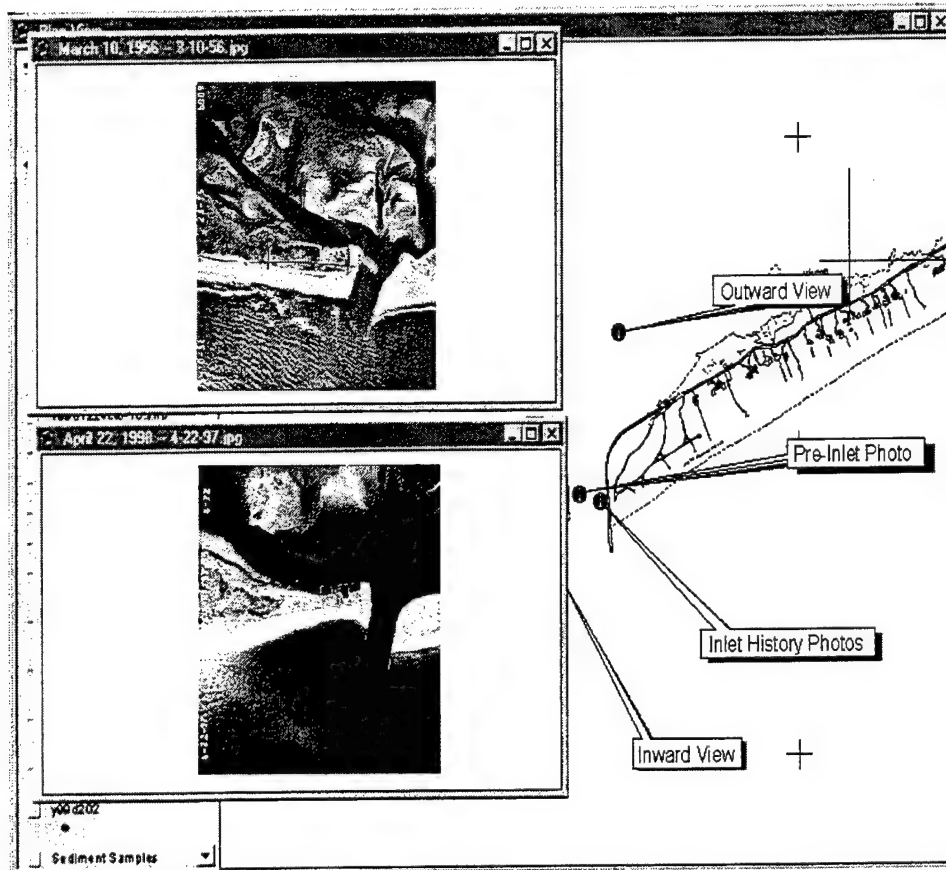 March 10, 1956 – 3-10-56.jpg
Outward View
Pre-Inlet Photo
April 22, 1998 – 4-22-97.jpg
Inlet History Photos
Inward View
y99d202
Sediment Samples